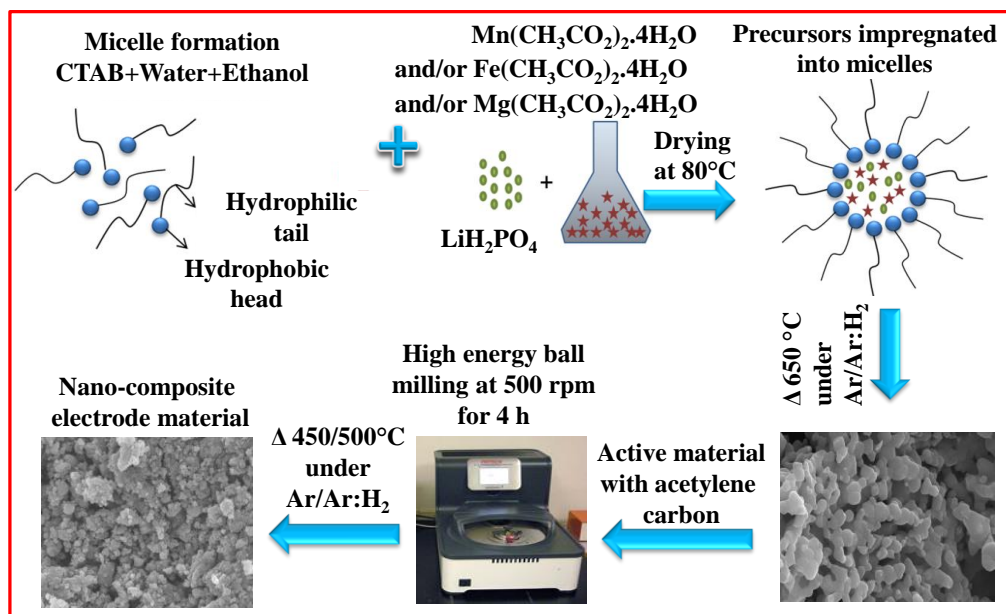 Micelle formation
CTAB+Water+Ethanol
Mn(CH₃CO₂)₂.4H₂O
and/or Fe(CH₃CO₂)₂.4H₂O
and/or Mg(CH₃CO₂)₂.4H₂O
Precursors impregnated
into micelles
Hydrophilic
tail
Hydrophobic
head
+
LiH₂PO₄
Drying
at 80°C
Δ 650 °C
under
Ar/Ar:H₂
Active material
with acetylene
carbon
High energy ball
milling at 500 rpm
for 4 h
Δ 450/500°C
under
Ar/Ar:H₂
Nano-composite
electrode material